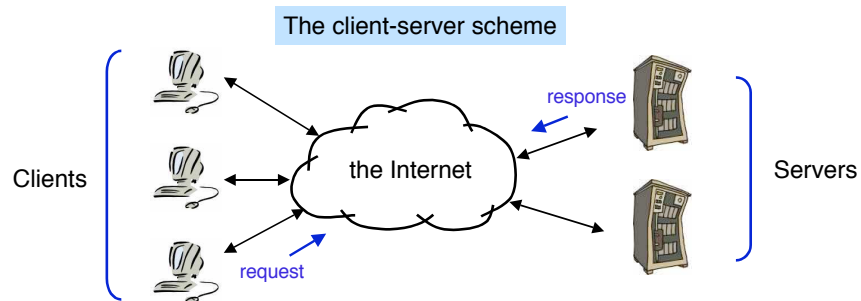 The client-server scheme
response
Clients
the Internet
Servers
request